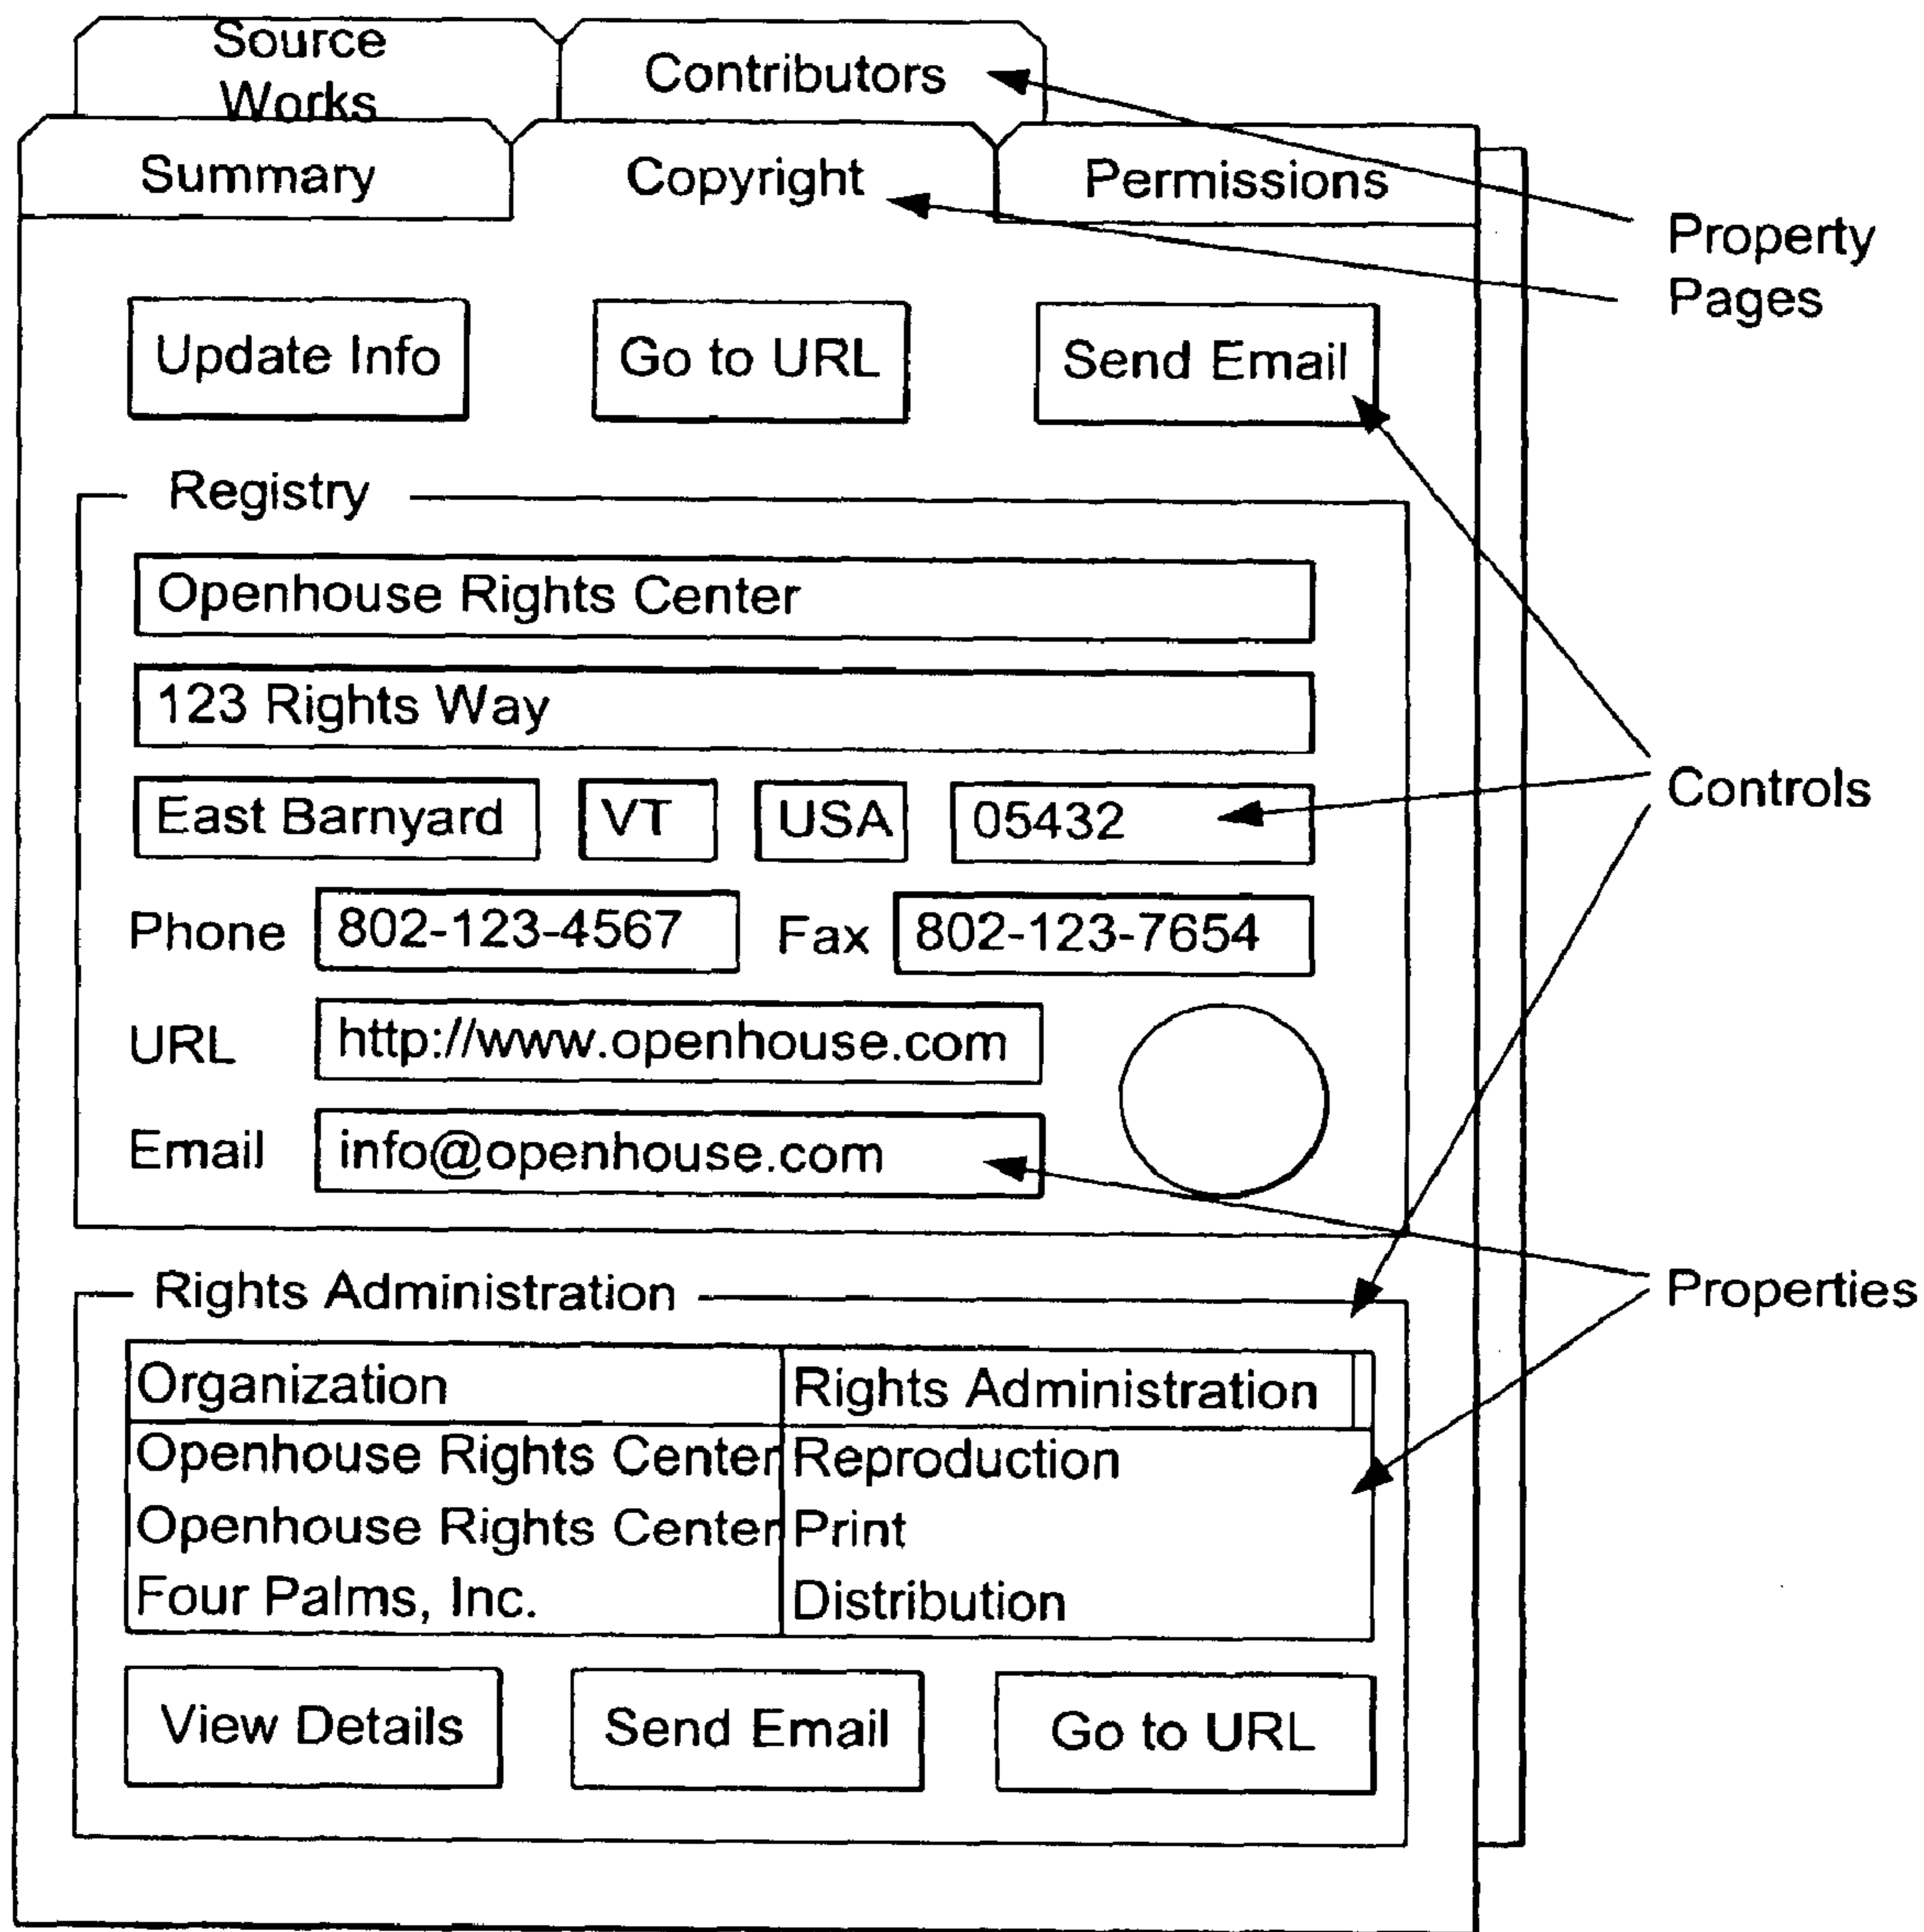 Source
Works
Contributors
Summary
Copyright
Permissions
Property
Pages
Update Info
Go to URL
Send Email
Registry
Openhouse Rights Center
123 Rights Way
East Barnyard
VT
USA
05432
Controls
Phone
802-123-4567
Fax
802-123-7654
URL
http://www.openhouse.com
Email
info@openhouse.com
Properties
Rights Administration
Organization
Rights Administration
Openhouse Rights Center
Reproduction
Openhouse Rights Center
Print
Four Palms, Inc.
Distribution
View Details
Send Email
Go to URL